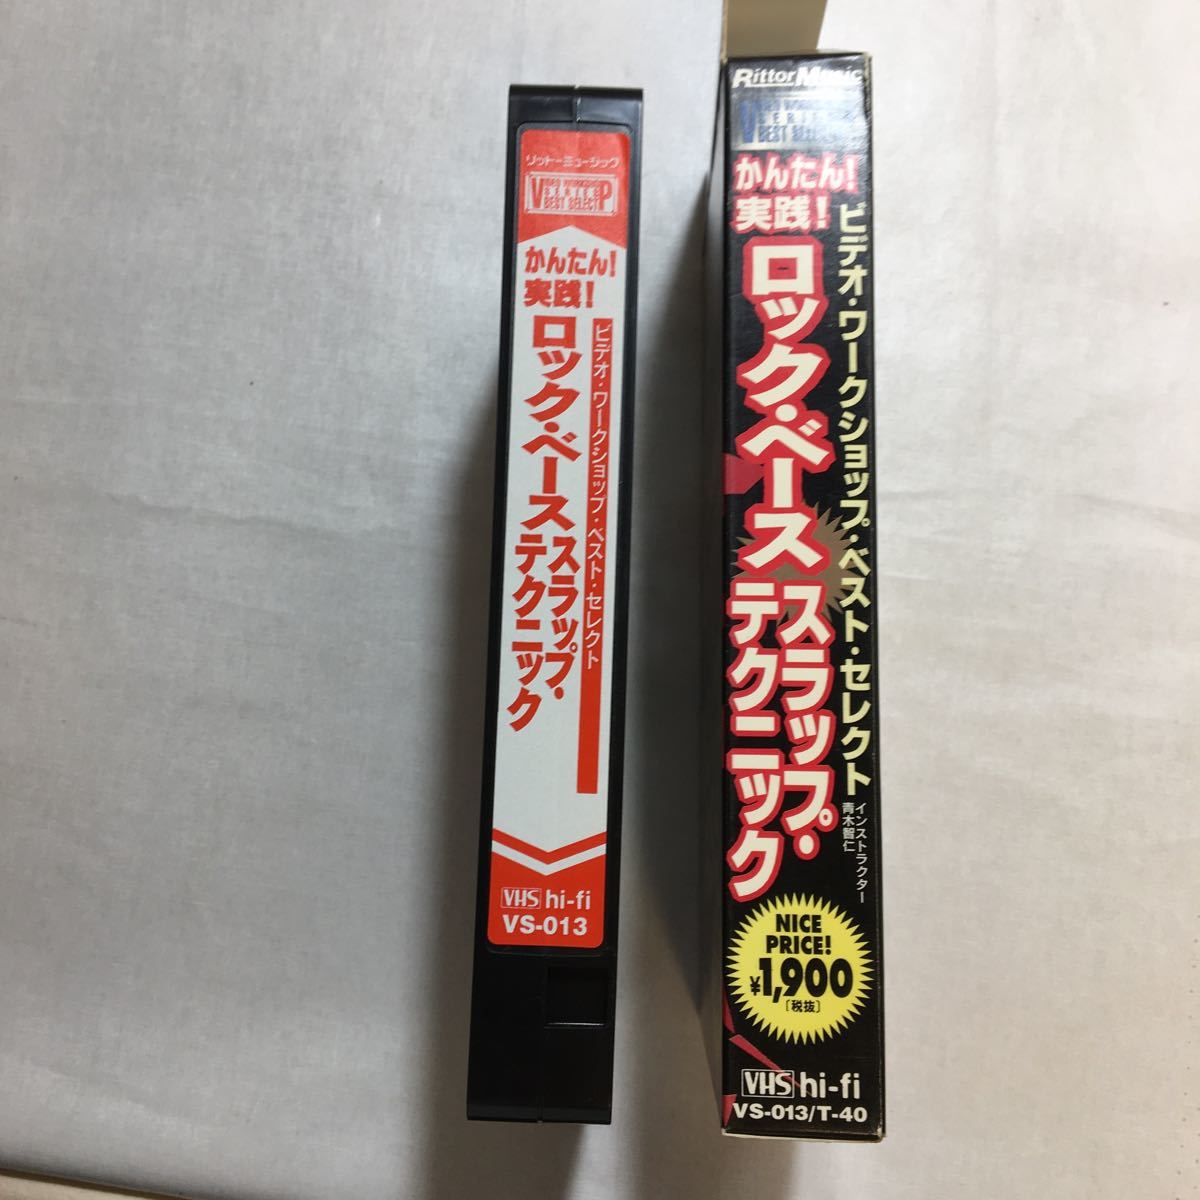 リットーミュージック
VIDEO WORKSHOP
SERIES
BEST SELECT
かんたん!
実践!
ロック・ベース
スラップ・
テクニック
ビデオ・ワークショップ・ベスト・セレクト
VHS hi-fi
VS-013
Rittor Music
SERIES
BEST SELECT
かんたん!
実践!
ロック・ベース
スラップ・
テクニック
ビデオ・ワークショップ・ベスト・セレクト
インストラクター
青木智仁
NICE
PRICE!
¥1,900
[税抜]
VHS hi-fi
VS-013/T-40